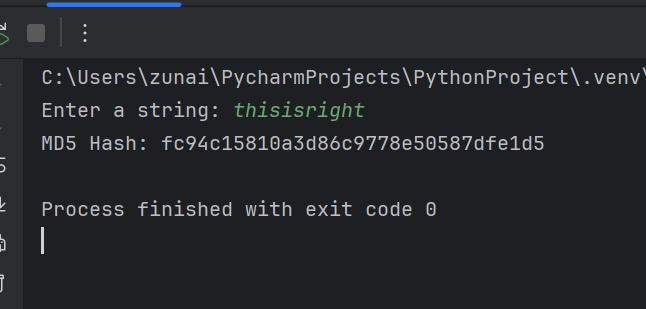 C:\Users\zunai\PycharmProjects\PythonProject\.venv\
Enter a string: thisisright
MD5 Hash: fc94c15810a3d86c9778e50587dfe1d5
Process finished with exit code 0